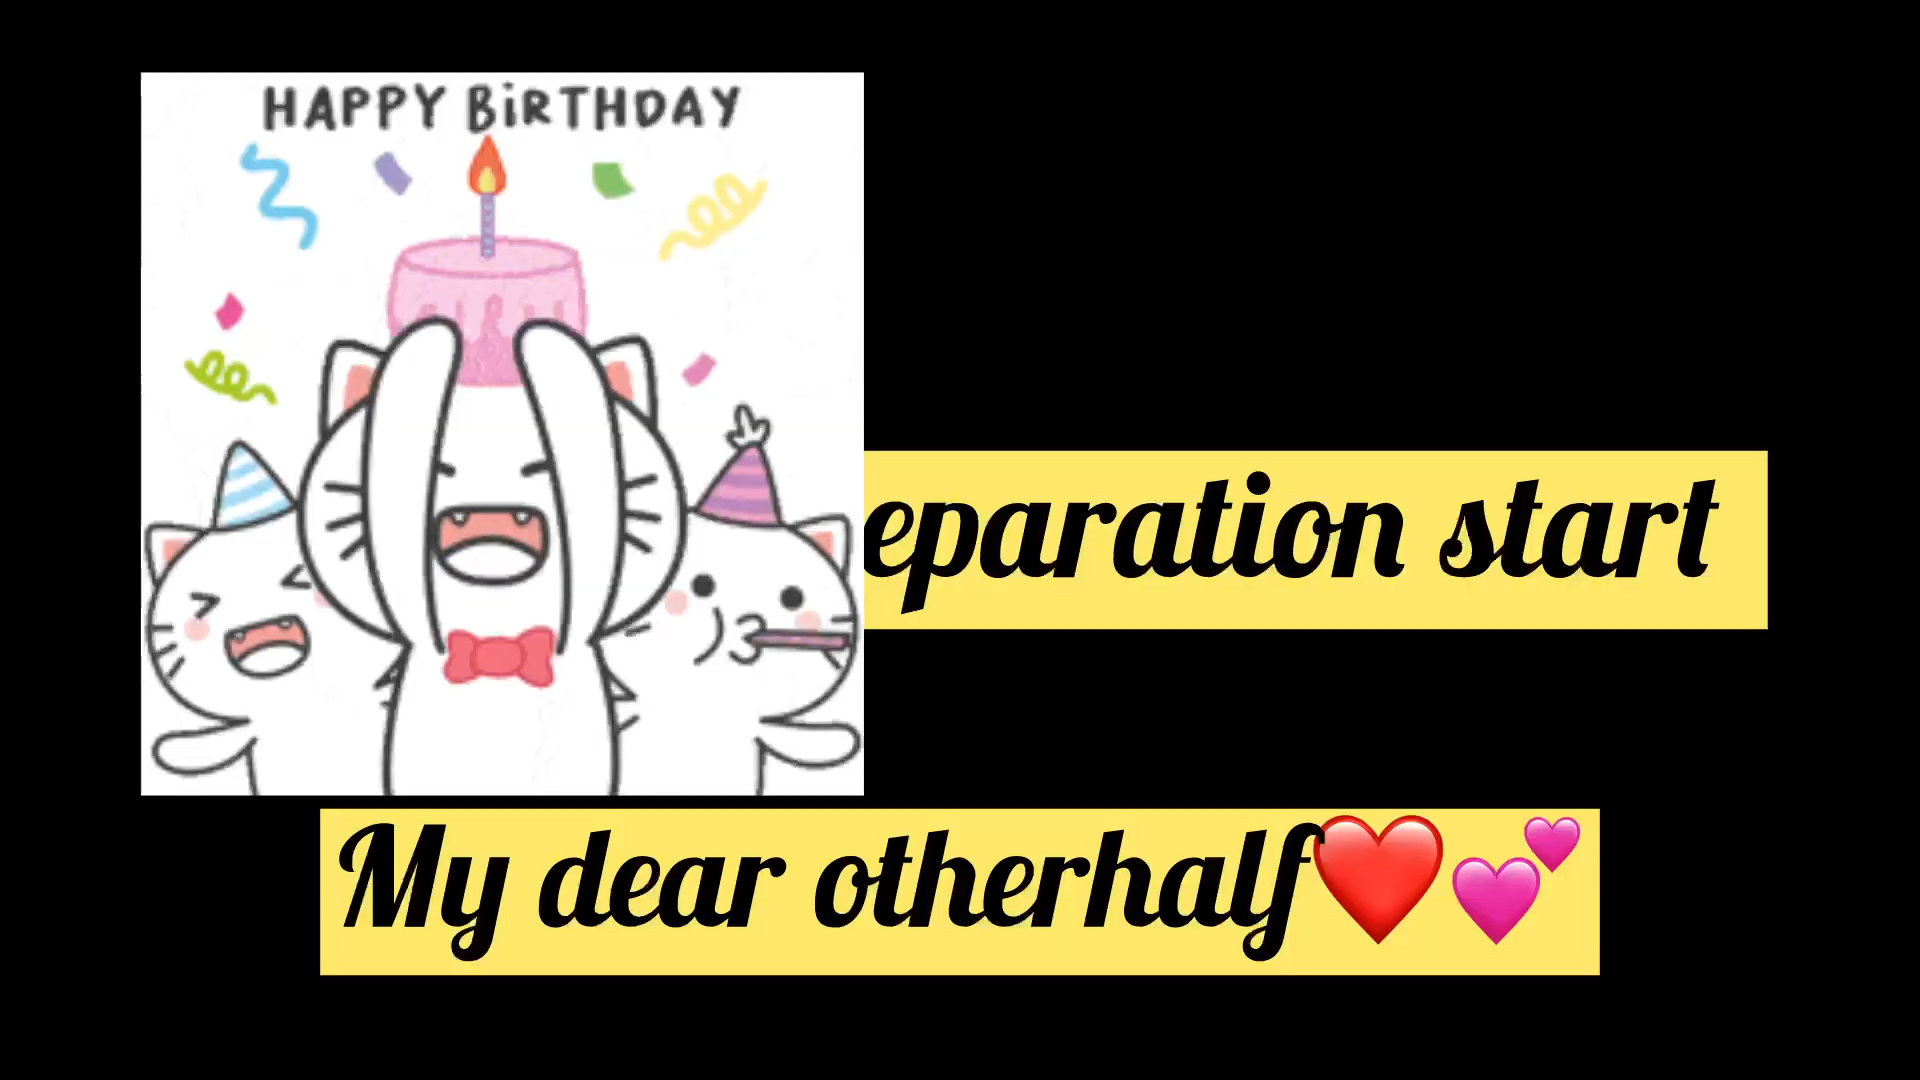 HAPPY BiRTHDAY
eparation start
My dear otherhalf❤️💕